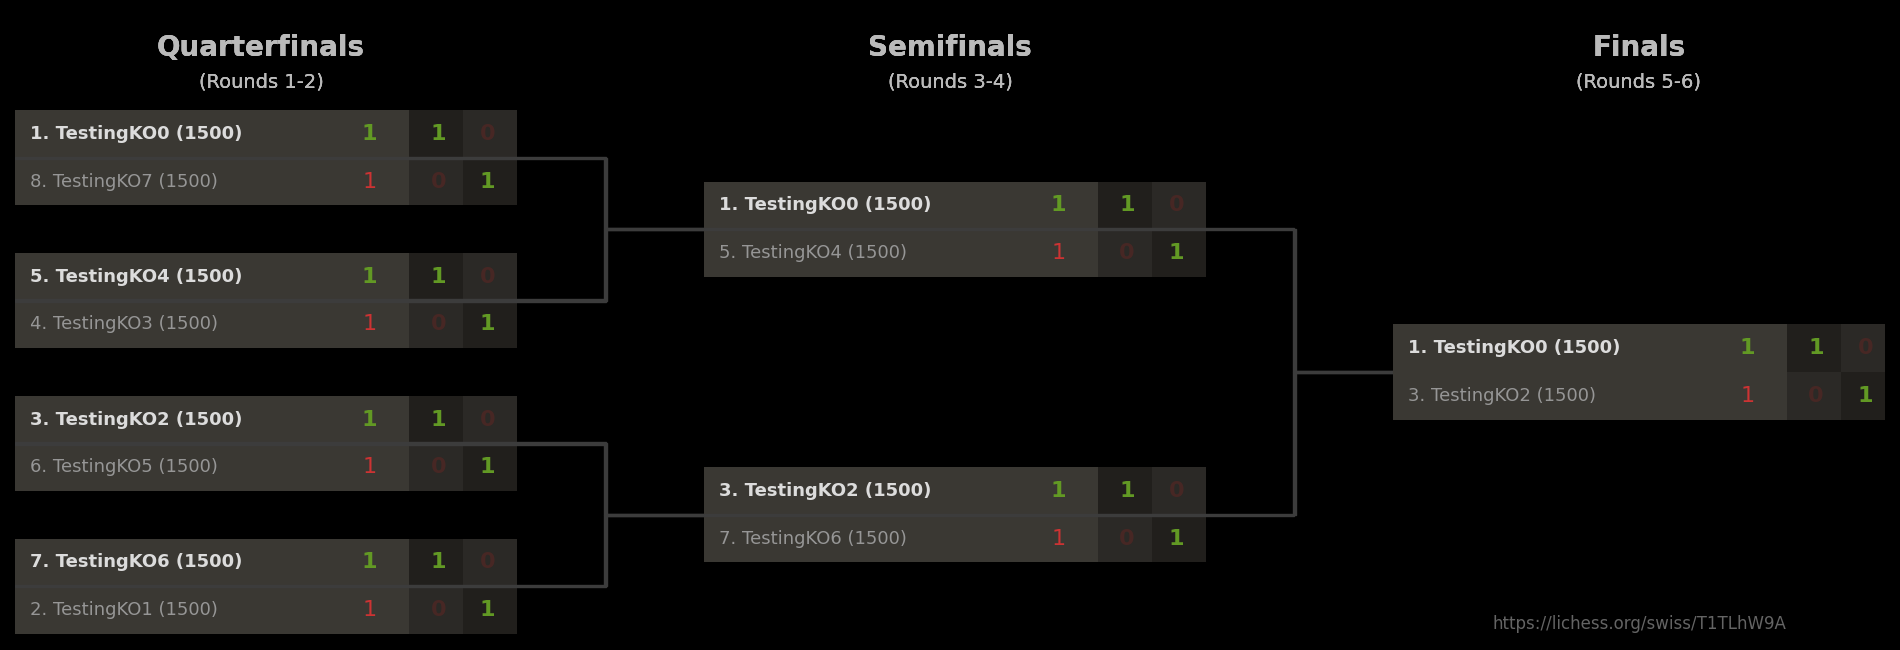 Quarterfinals
(Rounds 1-2)
1. TestingKO0 (1500) 1 1 0
8. TestingKO7 (1500) 1 0 1
5. TestingKO4 (1500) 1 1 0
4. TestingKO3 (1500) 1 0 1
3. TestingKO2 (1500) 1 1 0
6. TestingKO5 (1500) 1 0 1
7. TestingKO6 (1500) 1 1 0
2. TestingKO1 (1500) 1 0 1
Semifinals
(Rounds 3-4)
1. TestingKO0 (1500) 1 1 0
5. TestingKO4 (1500) 1 0 1
3. TestingKO2 (1500) 1 1 0
7. TestingKO6 (1500) 1 0 1
Finals
(Rounds 5-6)
1. TestingKO0 (1500) 1 1 0
3. TestingKO2 (1500) 1 0 1
https://lichess.org/swiss/T1TLhW9A